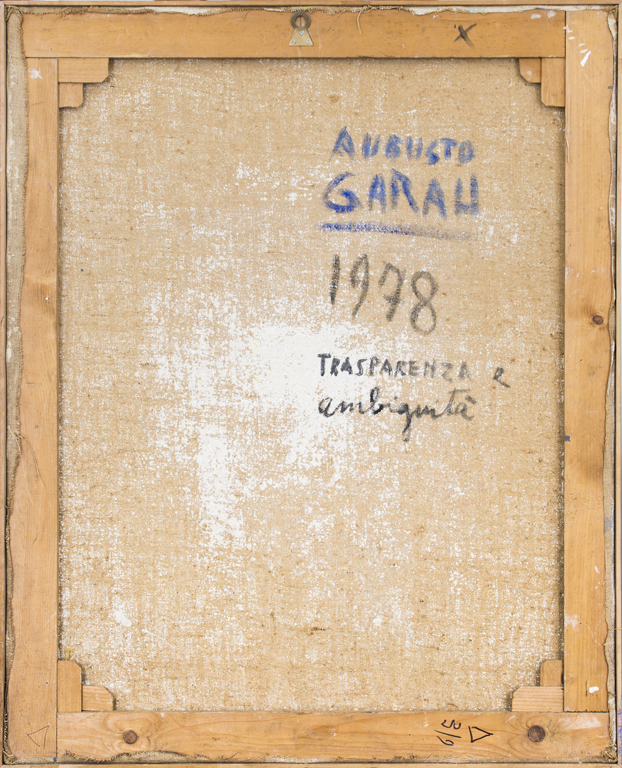 AUGUSTO
GARAU
1978
TRASPARENZA e
ambiguità